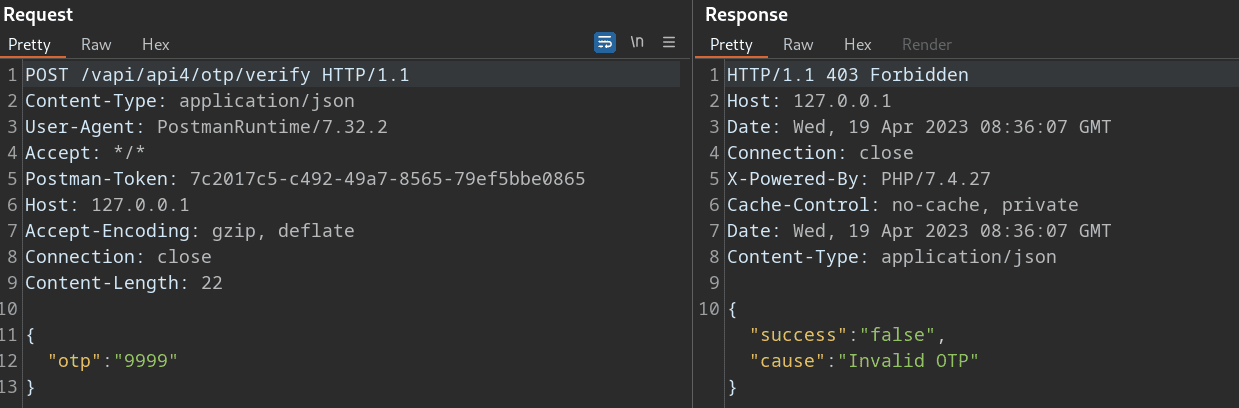 Request
Pretty Raw Hex \n
1 POST /vapi/api4/otp/verify HTTP/1.1
2 Content-Type: application/json
3 User-Agent: PostmanRuntime/7.32.2
4 Accept: */*
5 Postman-Token: 7c2017c5-c492-49a7-8565-79ef5bbe0865
6 Host: 127.0.0.1
7 Accept-Encoding: gzip, deflate
8 Connection: close
9 Content-Length: 22
10
11 {
12 "otp":"9999"
13 }
Response
Pretty Raw Hex Render
1 HTTP/1.1 403 Forbidden
2 Host: 127.0.0.1
3 Date: Wed, 19 Apr 2023 08:36:07 GMT
4 Connection: close
5 X-Powered-By: PHP/7.4.27
6 Cache-Control: no-cache, private
7 Date: Wed, 19 Apr 2023 08:36:07 GMT
8 Content-Type: application/json
9
10 {
"success":"false",
"cause":"Invalid OTP"
}